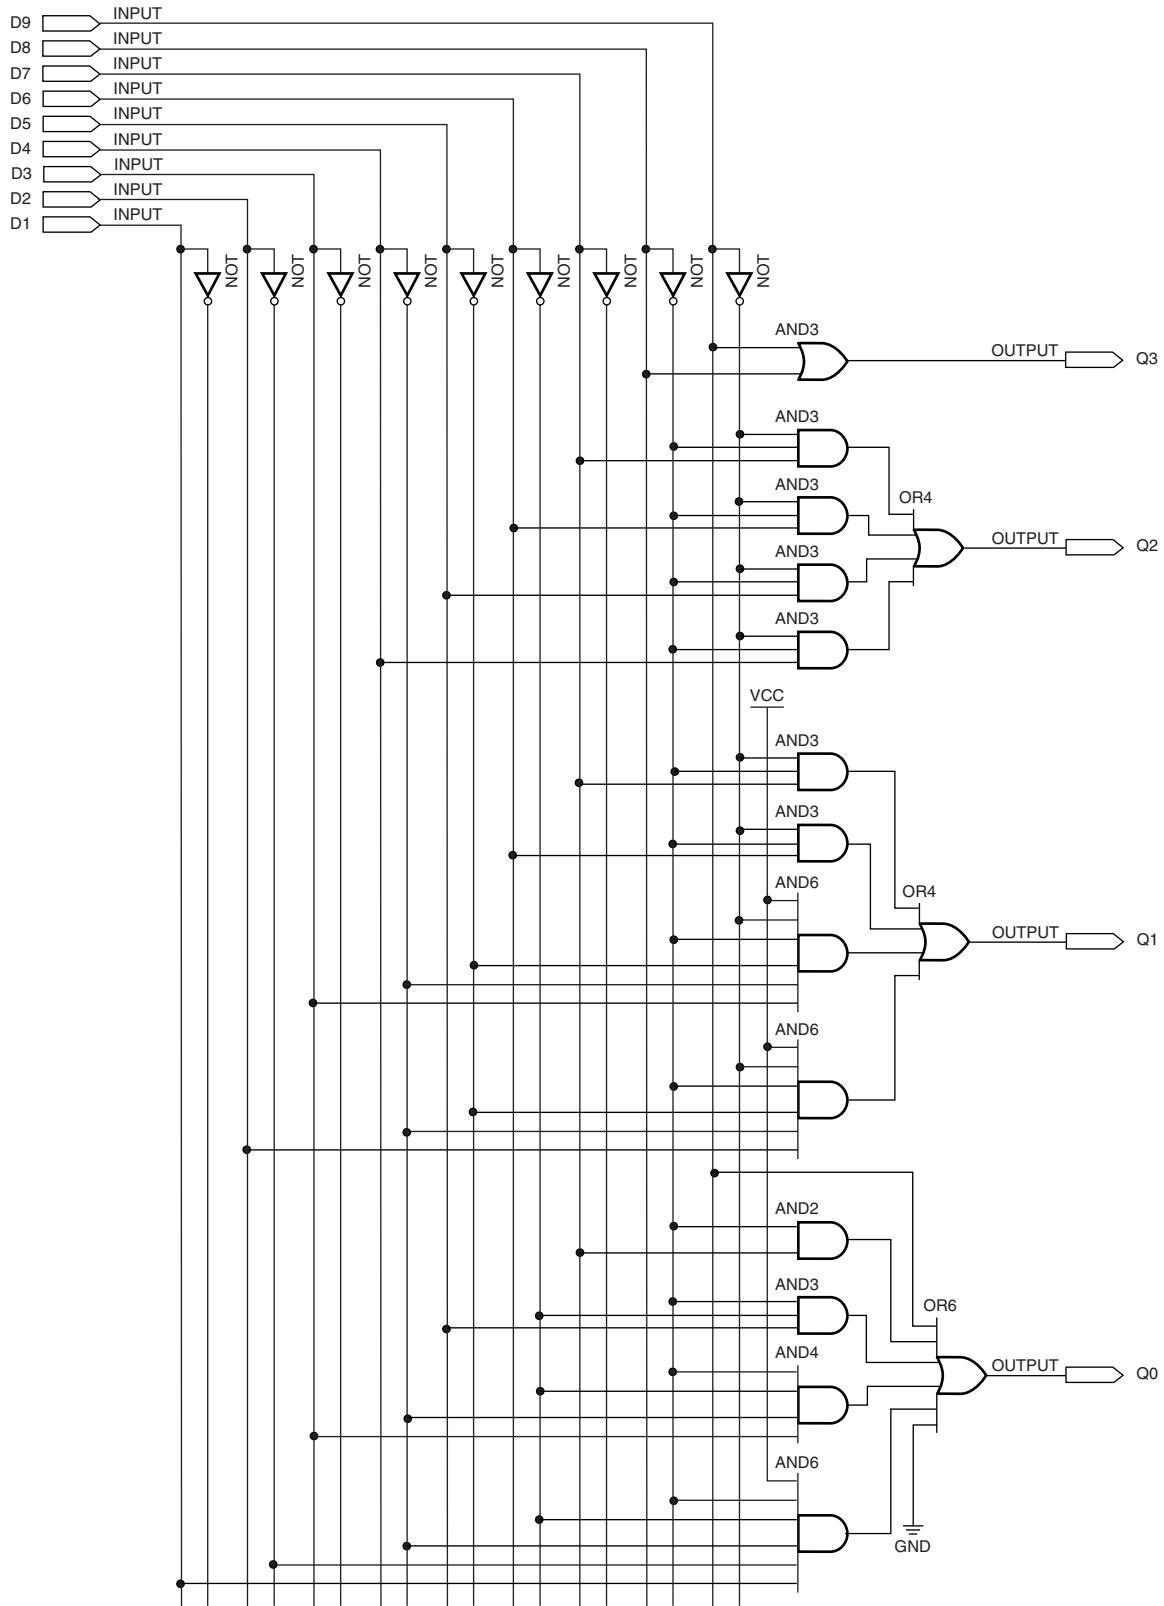 D9 INPUT
D8 INPUT
D7 INPUT
D6 INPUT
D5 INPUT
D4 INPUT
D3 INPUT
D2 INPUT
D1 INPUT
NOT NOT NOT NOT NOT NOT NOT NOT NOT
AND3
OUTPUT Q3
AND3
AND3
OR4
OUTPUT Q2
AND3
AND3
VCC
AND3
AND3
AND6
OR4
OUTPUT Q1
AND6
AND2
AND3
OR6
AND4
OUTPUT Q0
AND6
GND